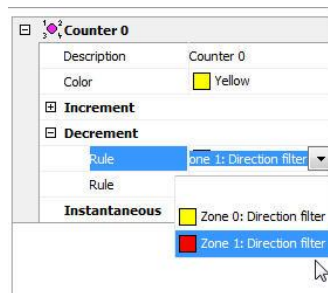 Counter 0
Description Counter 0
Color Yellow
Increment
Decrement
Rule one 1: Direction filter
Rule
Instantaneous
Zone 0: Direction filter
Zone 1: Direction filter